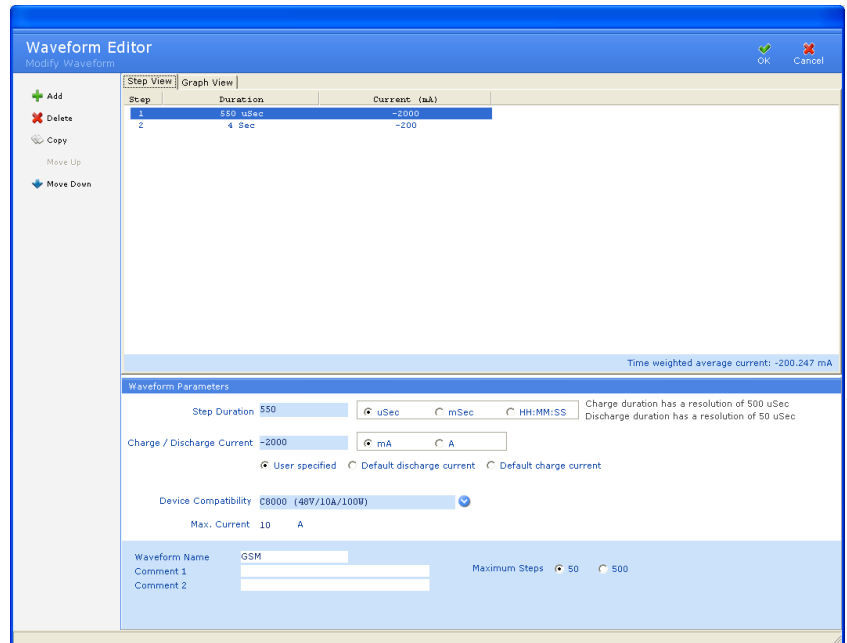 Waveform Editor
Modify Waveform
OK
Cancel
Add
Delete
Copy
Move Up
Move Down
Step View
Graph View
Step Duration Current (mA)
1 550 uSec -2000
2 4 Sec -200
Time weighted average current: -200.247 mA
Waveform Parameters
Step Duration 550 uSec mSec HH:MM:SS
Charge duration has a resolution of 500 uSec
Discharge duration has a resolution of 50 uSec
Charge / Discharge Current -2000 mA A
User specified Default discharge current Default charge current
Device Compatibility C8000 (48V/10A/100W)
Max. Current 10 A
Waveform Name GSM
Comment 1
Comment 2
Maximum Steps 50 500